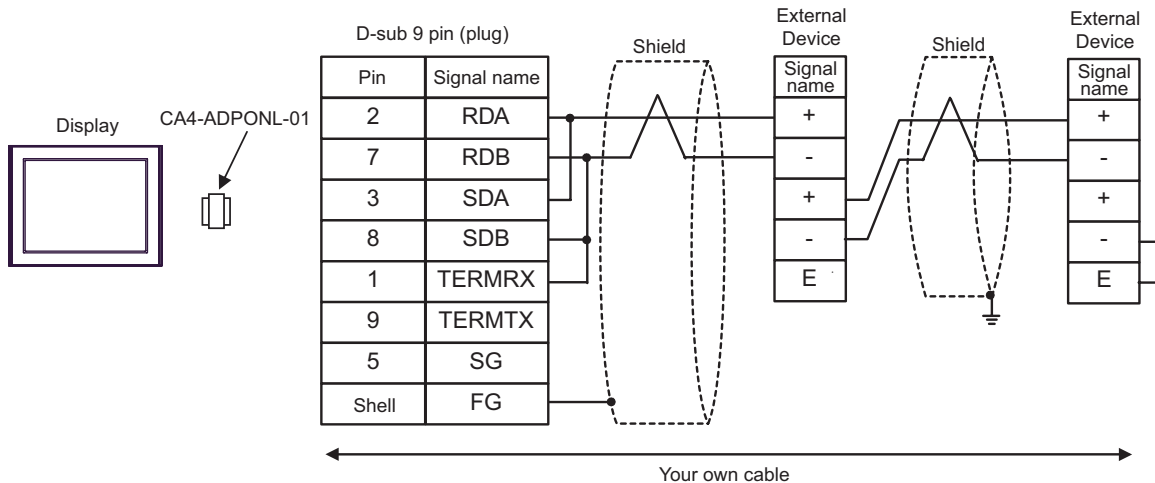 Display
CA4-ADPONL-01
D-sub 9 pin (plug)
Pin Signal name
2 RDA
7 RDB
3 SDA
8 SDB
1 TERMRX
9 TERMTX
5 SG
Shell FG
Shield
External
Device
Signal
name
+
-
+
-
E
Shield
External
Device
Signal
name
+
-
+
-
E
Your own cable